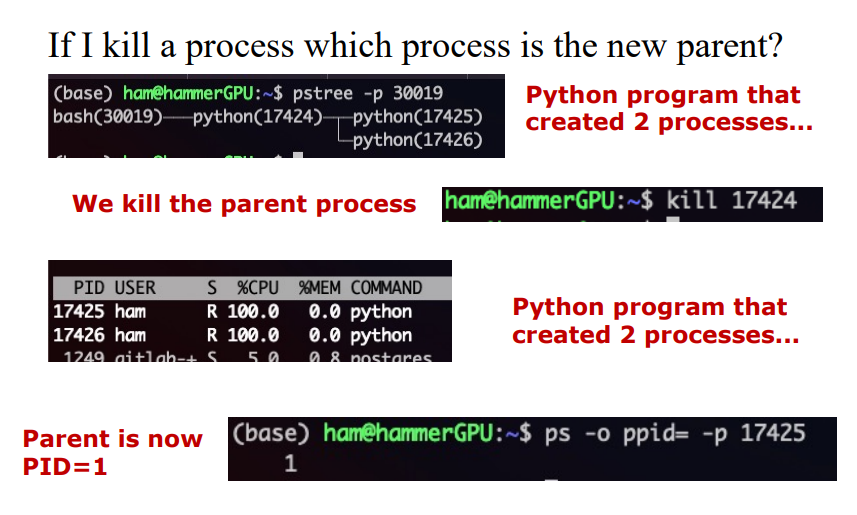 If I kill a process which process is the new parent?
(base) ham@hammerGPU:~$ pstree -p 30019
bash(30019)───python(17424)─┬─python(17425)
└─python(17426)
Python program that
created 2 processes...
We kill the parent process
ham@hammerGPU:~$ kill 17424
PID USER S %CPU %MEM COMMAND
17425 ham R 100.0 0.0 python
17426 ham R 100.0 0.0 python
1249 gitlab-+ S 5.0 0.8 postgres
Python program that
created 2 processes...
Parent is now
PID=1
(base) ham@hammerGPU:~$ ps -o ppid= -p 17425
1